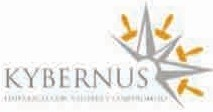 KYBERNUS
LIDERAZGO CON VALORES Y COMPROMISO